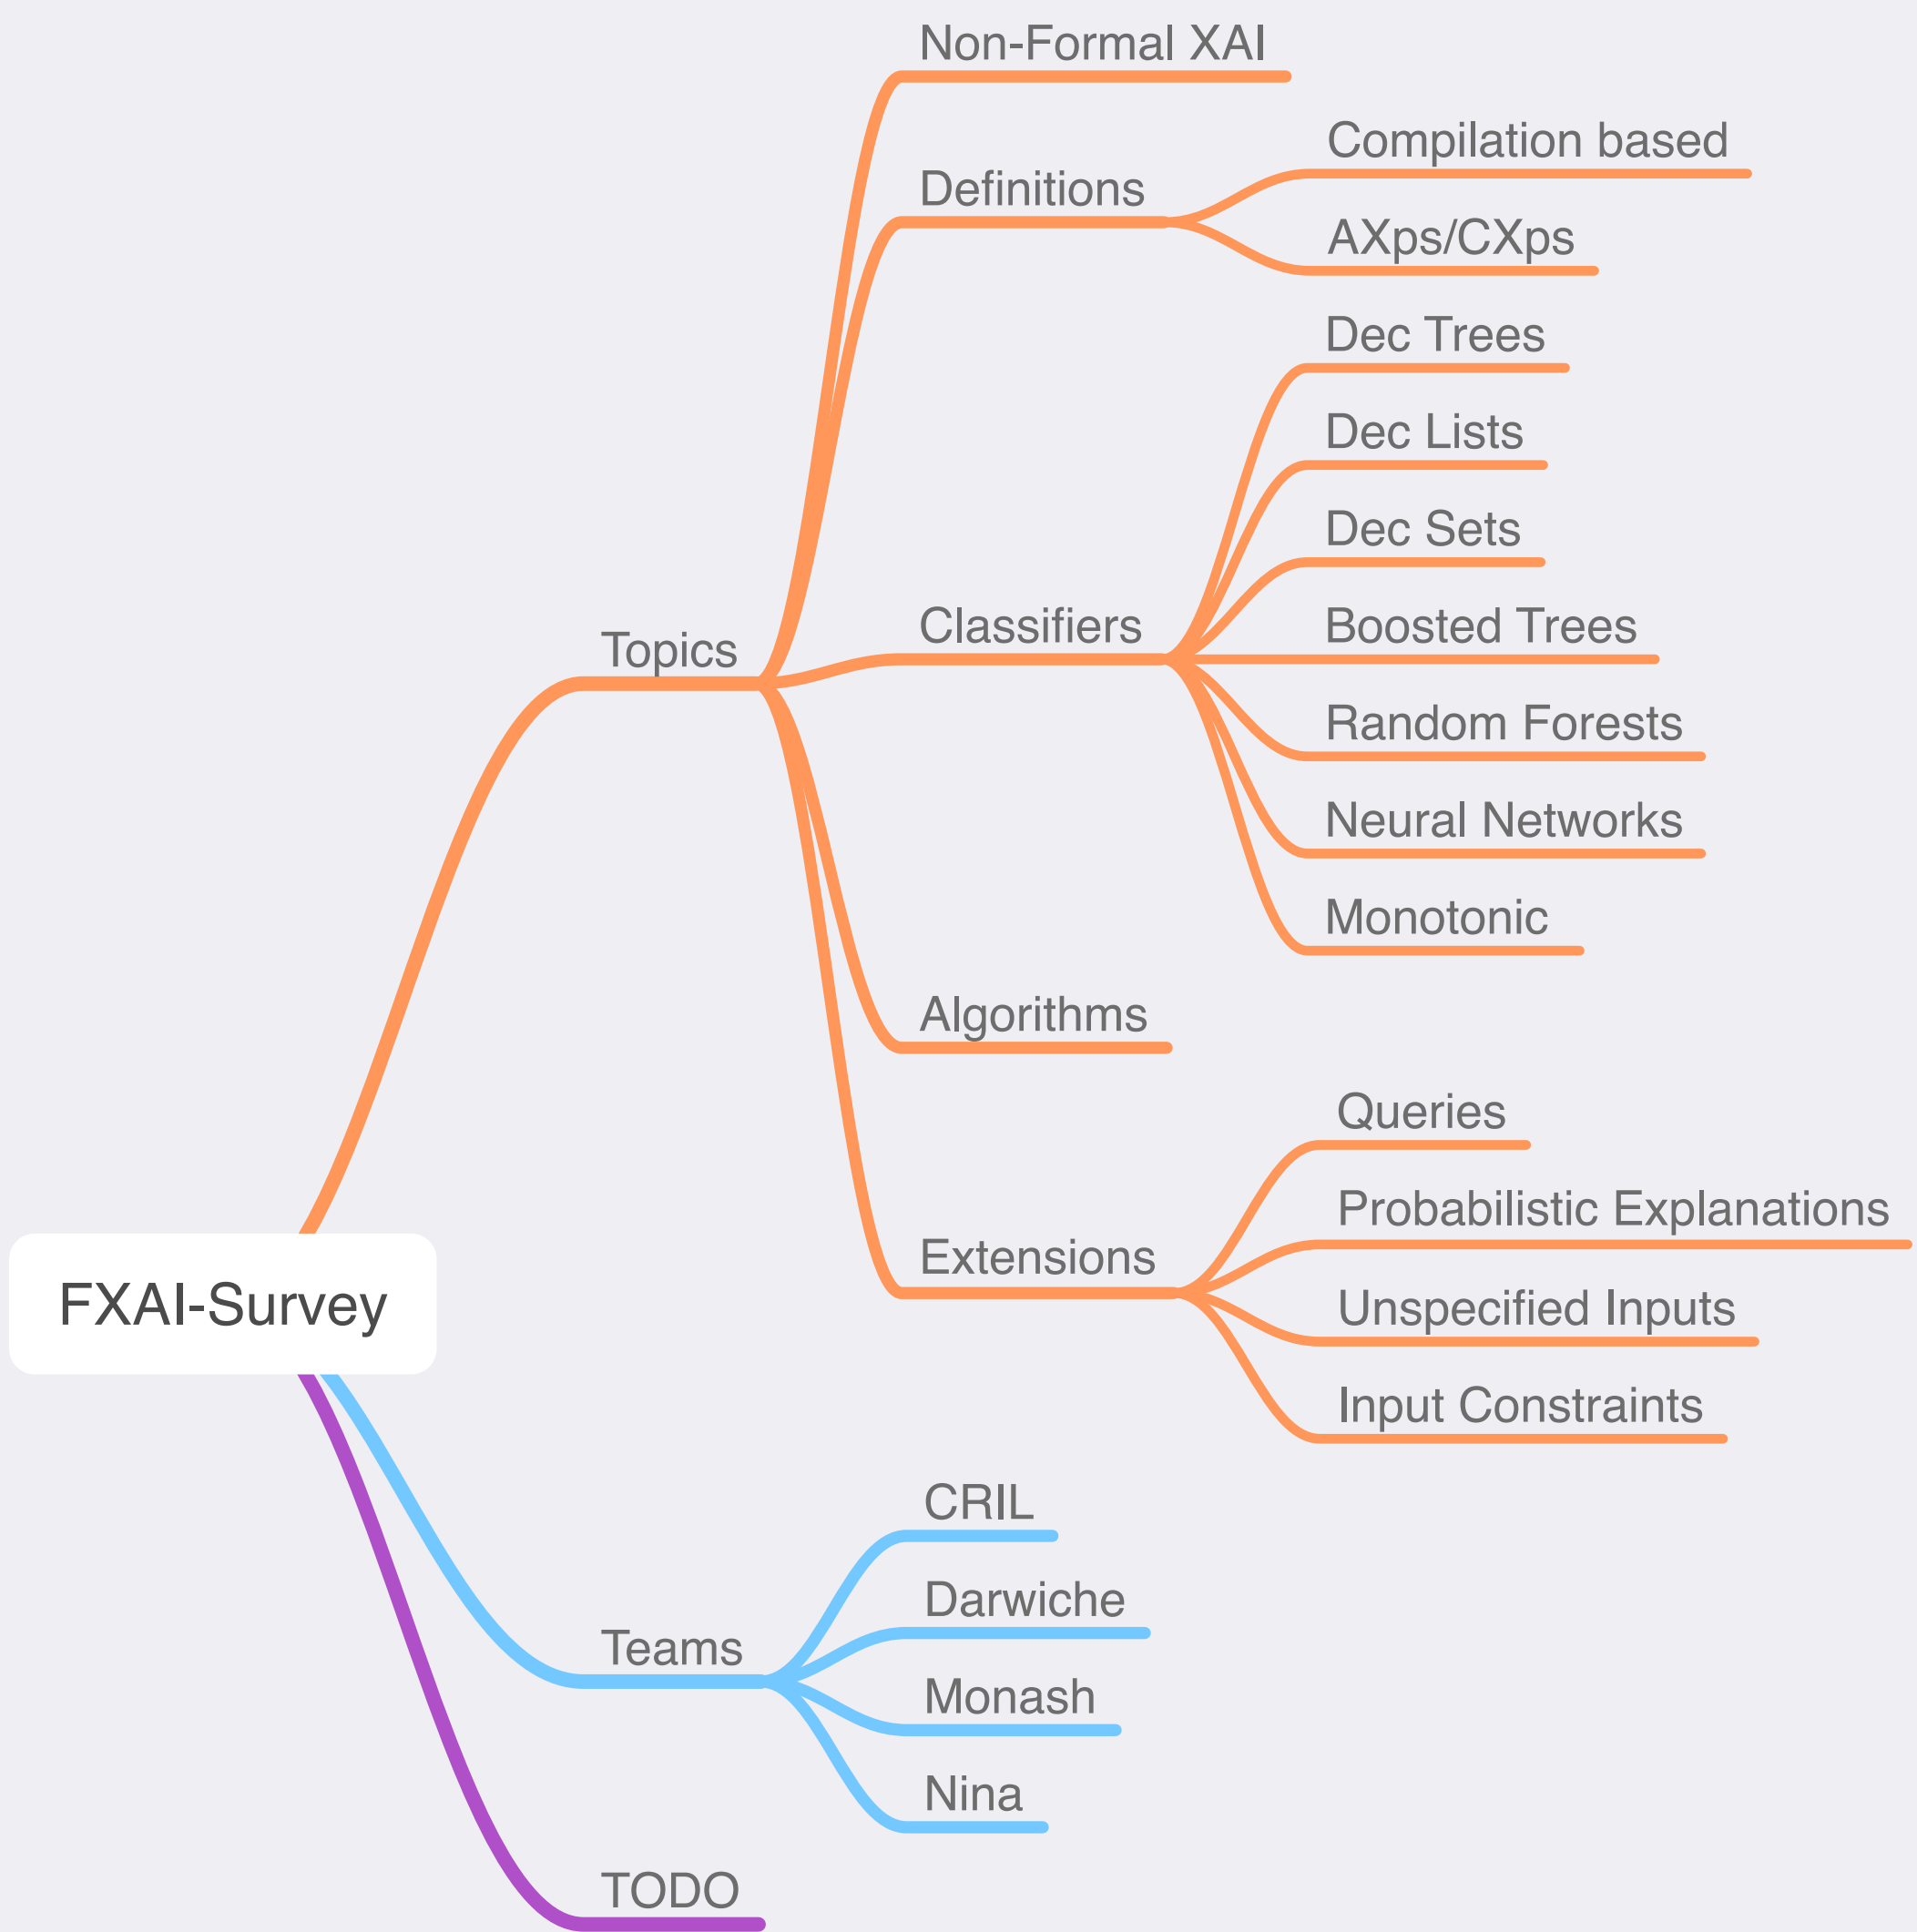 Non-Formal XAI
Compilation based
Definitions
AXps/CXps
Dec Trees
Dec Lists
Dec Sets
Classifiers
Boosted Trees
Topics
Random Forests
Neural Networks
Monotonic
Algorithms
Queries
Probabilistic Explanations
Extensions
Unspecified Inputs
FXAI-Survey
Input Constraints
CRIL
Darwiche
Teams
Monash
Nina
TODO